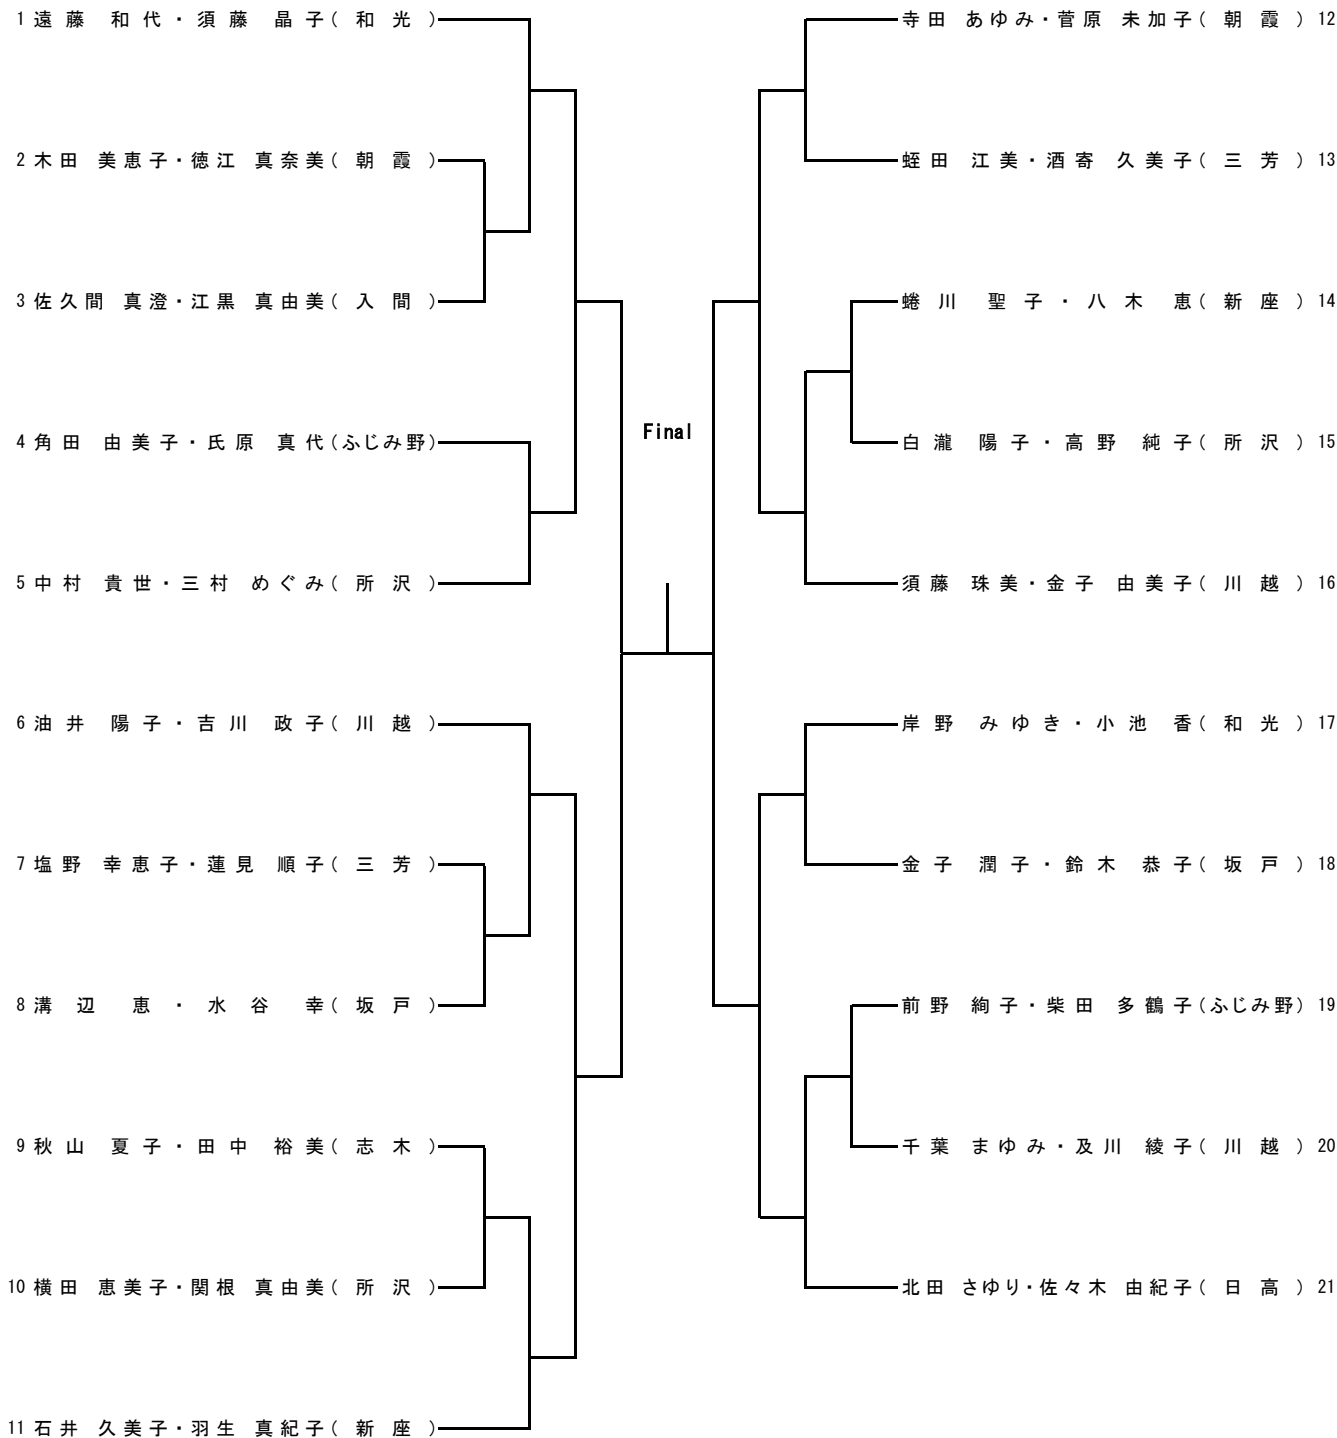 1 遠藤 和代・須藤 晶子(和光)
2 木田 美恵子・徳江 真奈美(朝霞)
3 佐久間 真澄・江黒 真由美(入間)
4 角田 由美子・氏原 真代(ふじみ野)
5 中村 貴世・三村 めぐみ(所沢)
6 油井 陽子・吉川 政子(川越)
7 塩野 幸恵子・蓮見 順子(三芳)
8 溝辺 恵・水谷 幸(坂戸)
9 秋山 夏子・田中 裕美(志木)
10 横田 恵美子・関根 真由美(所沢)
11 石井 久美子・羽生 真紀子(新座)
Final
寺田 あゆみ・菅原 未加子(朝霞) 12
蛭田 江美・酒寄 久美子(三芳) 13
蜷川 聖子・八木 恵(新座) 14
白瀧 陽子・高野 純子(所沢) 15
須藤 珠美・金子 由美子(川越) 16
岸野 みゆき・小池 香(和光) 17
金子 潤子・鈴木 恭子(坂戸) 18
前野 絢子・柴田 多鶴子(ふじみ野) 19
千葉 まゆみ・及川 綾子(川越) 20
北田 さゆり・佐々木 由紀子(日高) 21